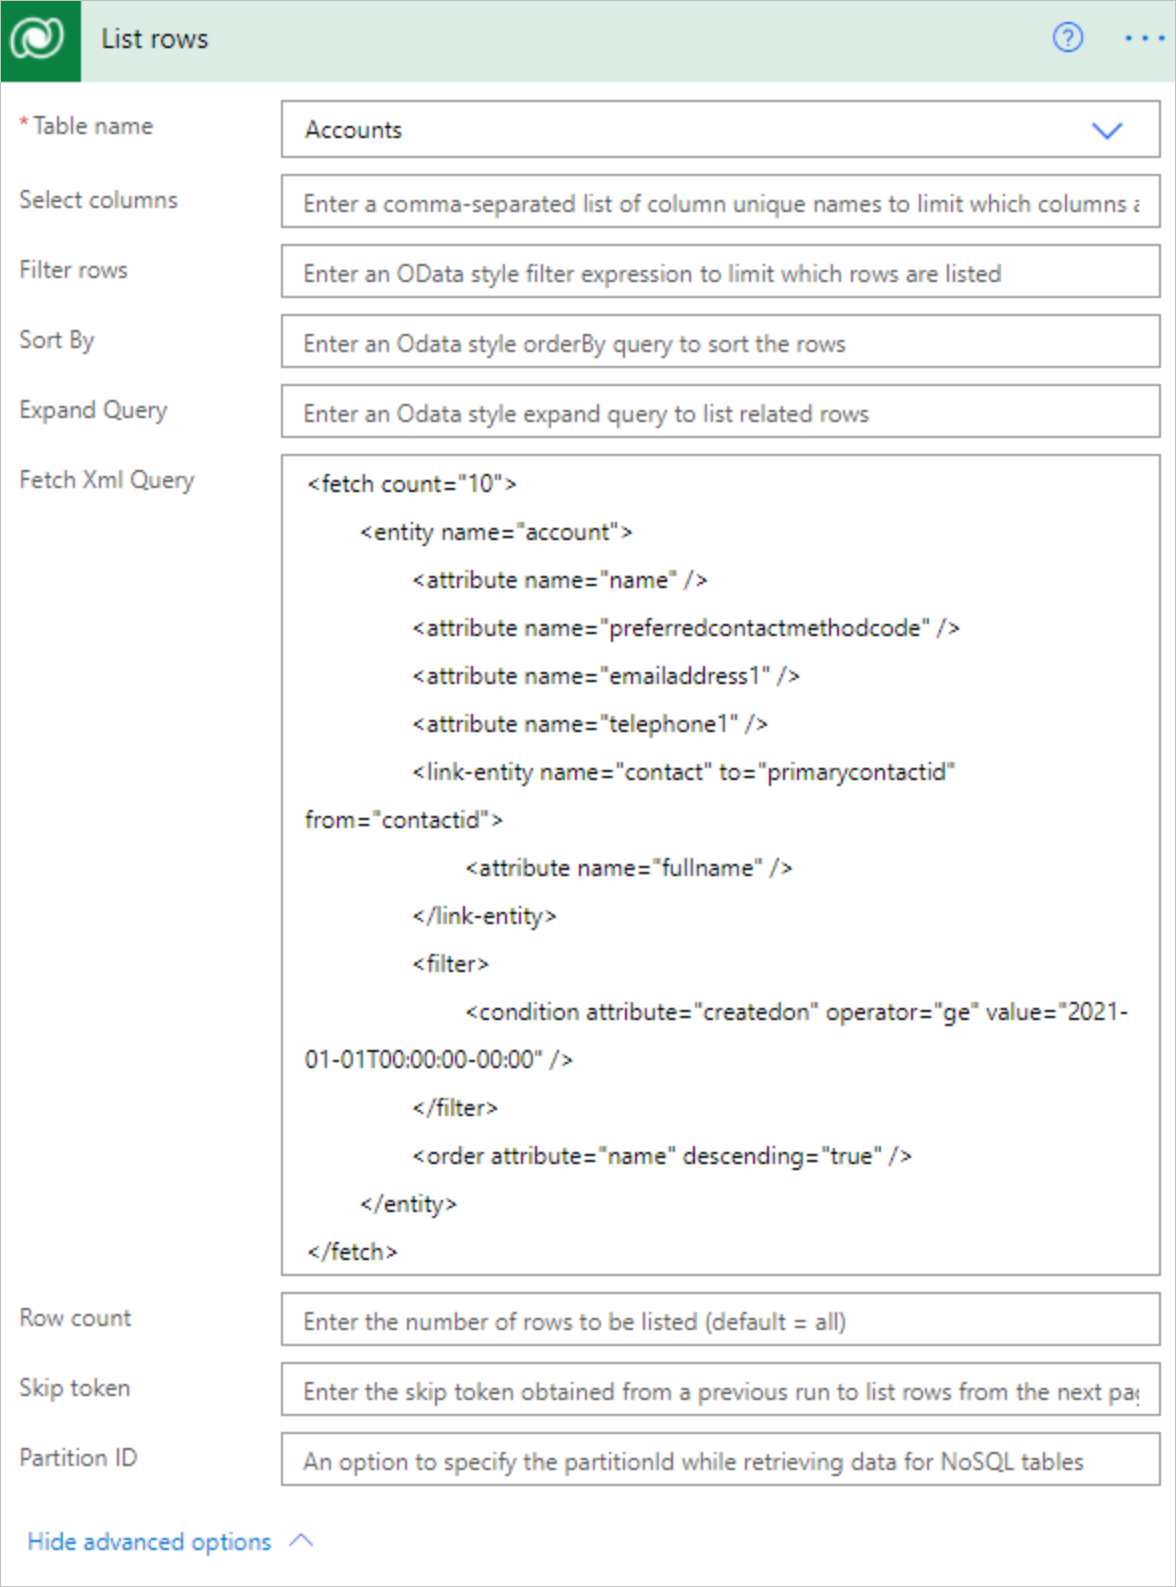 List rows
* Table name
Accounts
Select columns
Enter a comma-separated list of column unique names to limit which columns
Filter rows
Enter an OData style filter expression to limit which rows are listed
Sort By
Enter an Odata style orderBy query to sort the rows
Expand Query
Enter an Odata style expand query to list related rows
Fetch Xml Query
<fetch count="10">
<entity name="account">
<attribute name="name" />
<attribute name="preferredcontactmethodcode" />
<attribute name="emailaddress1" />
<attribute name="telephone1" />
<link-entity name="contact" to="primarycontactid"
from="contactid">
<attribute name="fullname" />
</link-entity>
<filter>
<condition attribute="createdon" operator="ge" value="2021-
01-01T00:00:00-00:00" />
</filter>
<order attribute="name" descending="true" />
</entity>
</fetch>
Row count
Enter the number of rows to be listed (default = all)
Skip token
Enter the skip token obtained from a previous run to list rows from the next
Partition ID
An option to specify the partitionId while retrieving data for NoSQL tables
Hide advanced options